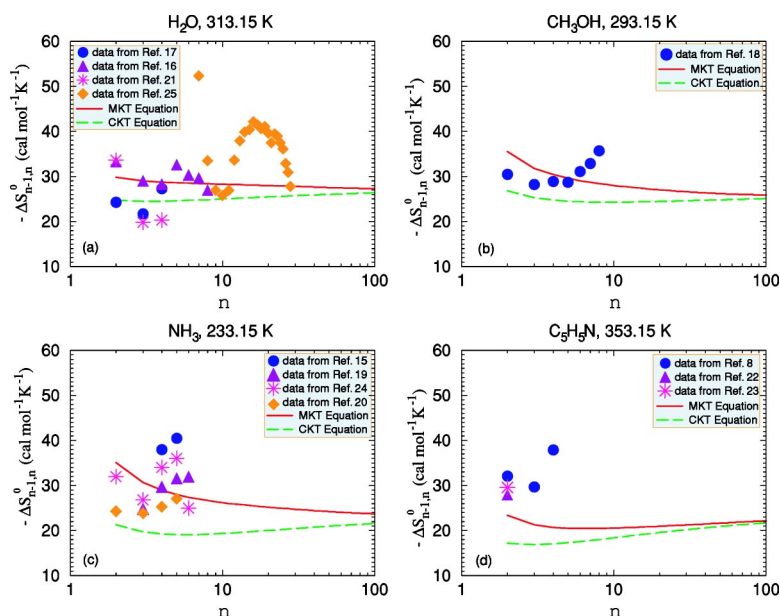 H₂O, 313.15 K
60
50
40
30
20
10
1
10
100
- ΔS⁰ₙ₋₁,ₙ (cal mol⁻¹K⁻¹)
n
data from Ref. 17
data from Ref. 16
data from Ref. 21
data from Ref. 25
MKT Equation
CKT Equation
(a)
CH₃OH, 293.15 K
60
50
40
30
20
10
1
10
100
- ΔS⁰ₙ₋₁,ₙ (cal mol⁻¹K⁻¹)
n
data from Ref. 18
MKT Equation
CKT Equation
(b)
NH₃, 233.15 K
60
50
40
30
20
10
1
10
100
- ΔS⁰ₙ₋₁,ₙ (cal mol⁻¹K⁻¹)
n
data from Ref. 15
data from Ref. 19
data from Ref. 24
data from Ref. 20
MKT Equation
CKT Equation
(c)
C₅H₅N, 353.15 K
60
50
40
30
20
10
1
10
100
- ΔS⁰ₙ₋₁,ₙ (cal mol⁻¹K⁻¹)
n
data from Ref. 8
data from Ref. 22
data from Ref. 23
MKT Equation
CKT Equation
(d)